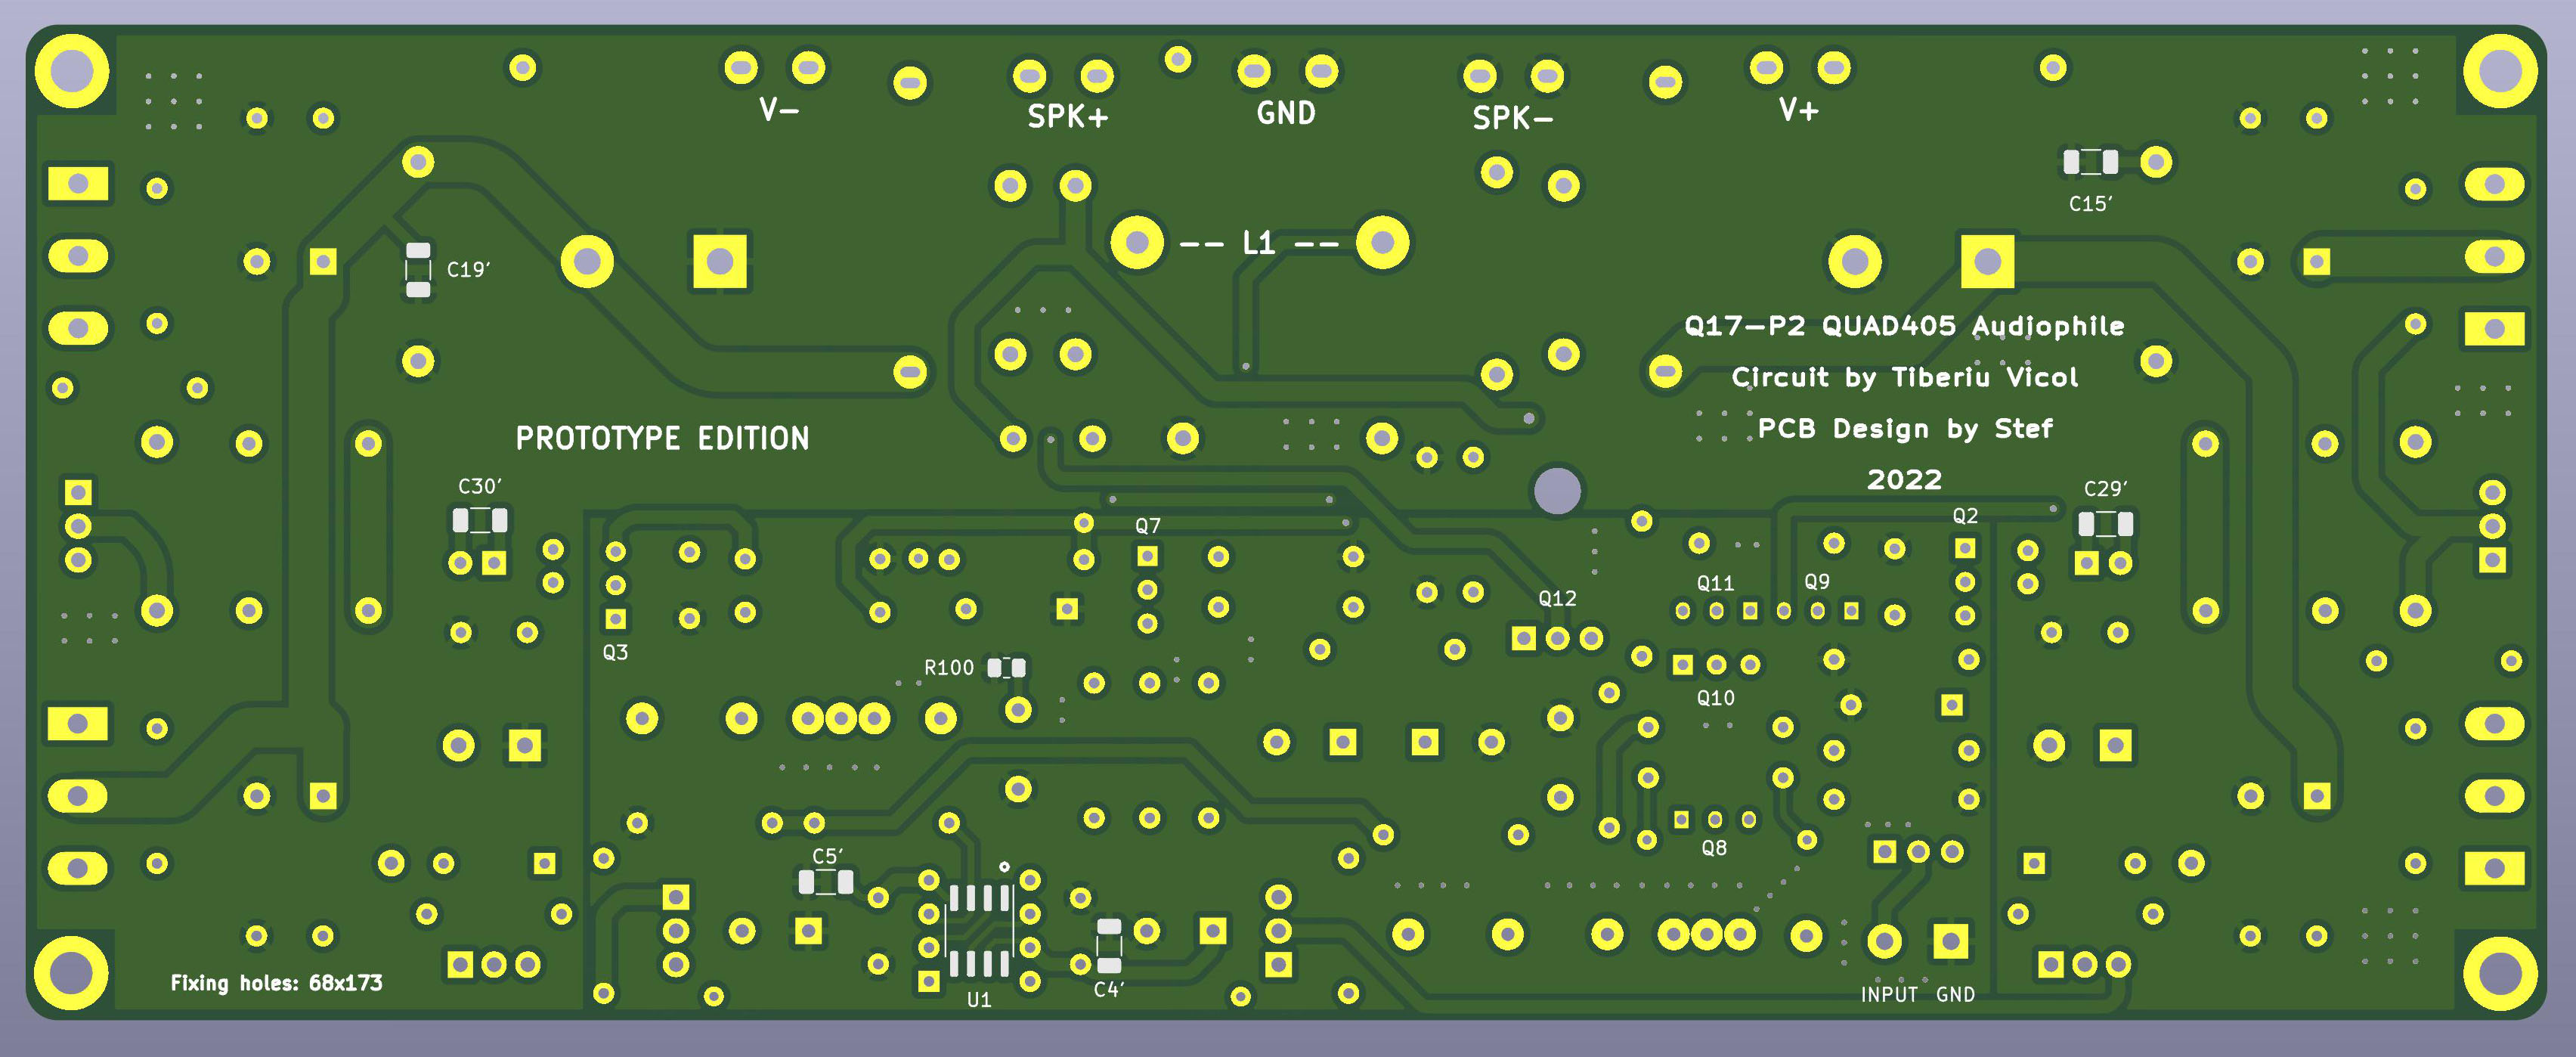 V-
SPK+
GND
SPK-
V+
C15'
-- L1 --
C19'
Q17-P2 QUAD405 Audiophile
Circuit by Tiberiu Vicol
PCB Design by Stef
2022
PROTOTYPE EDITION
C30'
C29'
Q2
Q7
Q11
Q9
Q12
Q3
R100
Q10
Q8
C5'
Fixing holes: 68x173
U1
C4'
INPUT GND